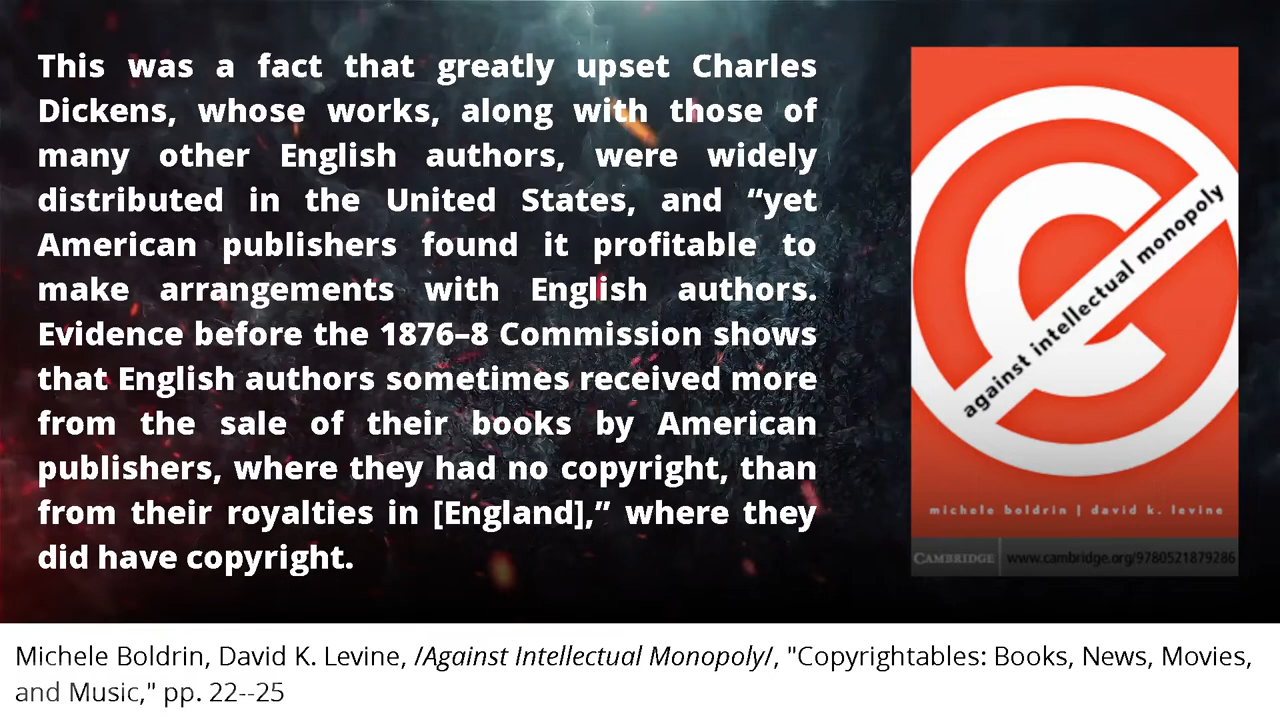 This was a fact that greatly upset Charles
Dickens, whose works, along with those of
many other English authors, were widely
distributed in the United States, and “yet
American publishers found it profitable to
make arrangements with English authors.
Evidence before the 1876–8 Commission shows
that English authors sometimes received more
from the sale of their books by American
publishers, where they had no copyright, than
from their royalties in [England],” where they
did have copyright.
against intellectual monopoly
michele boldrin | david k. levine
CAMBRIDGE www.cambridge.org/9780521879286
Michele Boldrin, David K. Levine, /Against Intellectual Monopoly/, "Copyrightables: Books, News, Movies,
and Music," pp. 22--25